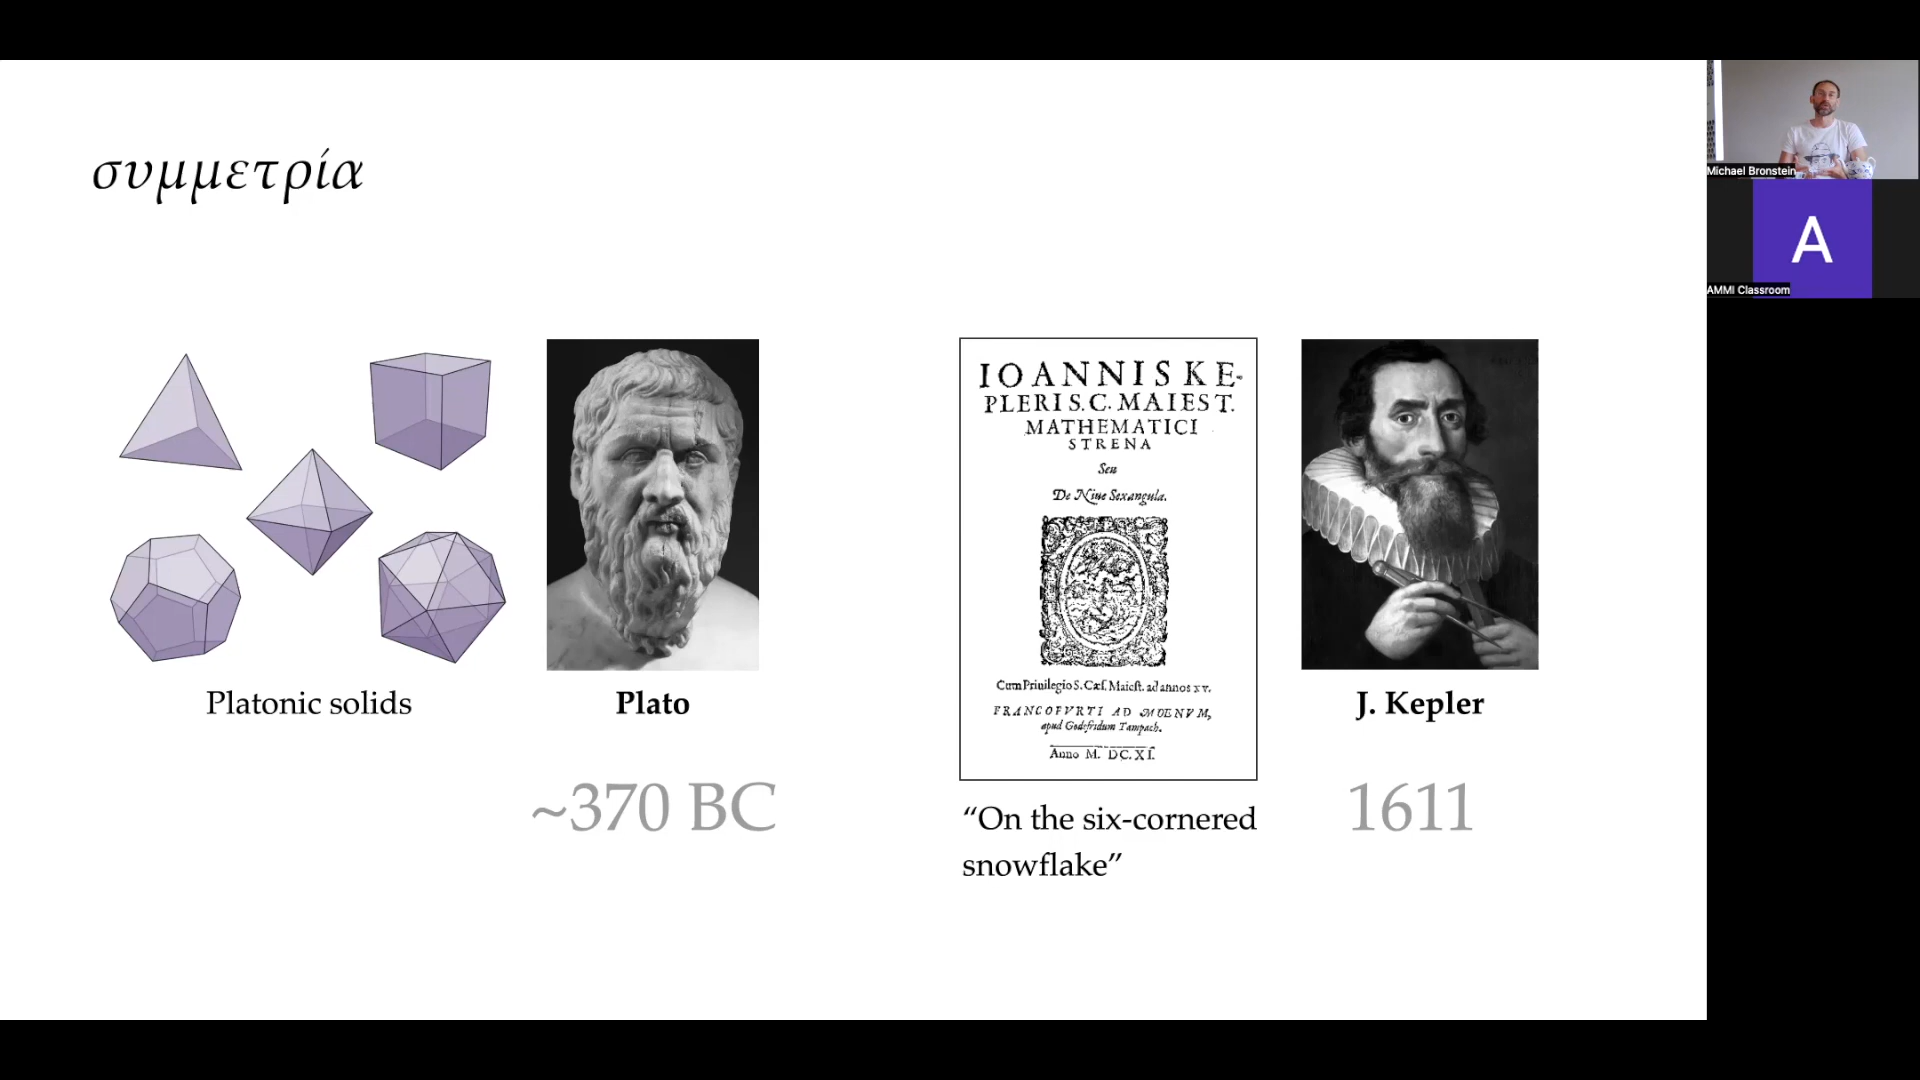 συμμετρία
Platonic solids
Plato
~370 BC
IOANNIS KE-
PLERI S.C. MAIEST.
MATHEMATICI
STRENA
Seu
De Niue Sexangula.
Cum Priuilegio S. Cæs. Maiest. ad annos xv.
FRANCOFVRTI AD MOENVM,
apud Godefridum Tampach.
Anno M. DC. XI.
"On the six-cornered
snowflake"
J. Kepler
1611
Michael Bronstein
A
AMMI Classroom